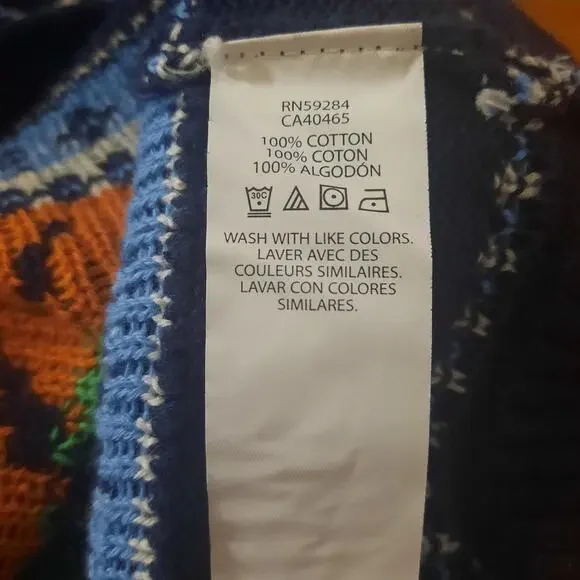 RN59284
CA40465
100% COTTON
100% COTON
100% ALGODÓN
30C
WASH WITH LIKE COLORS.
LAVER AVEC DES
COULEURS SIMILAIRES.
LAVAR CON COLORES
SIMILARES.